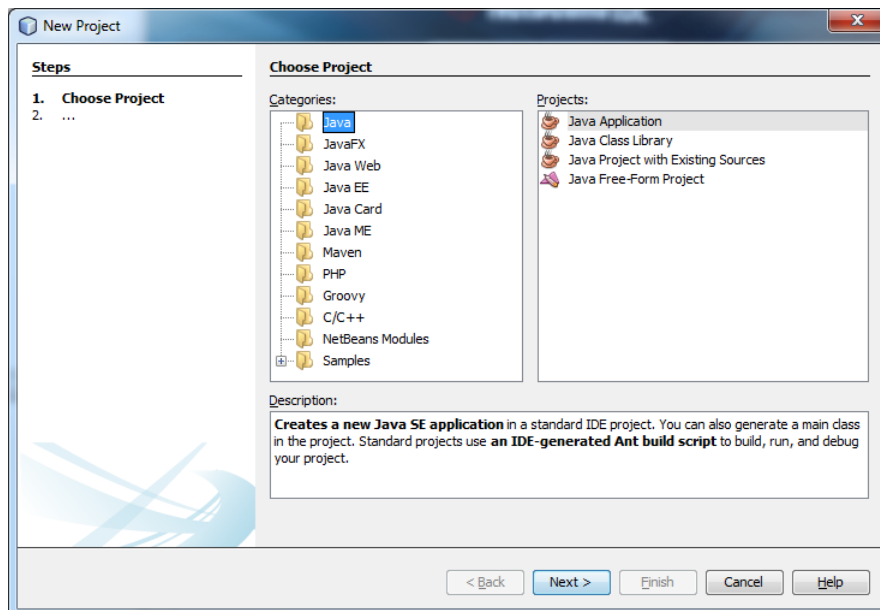 New Project
Steps
1. Choose Project
2. ...
Choose Project
Categories:
Java
JavaFX
Java Web
Java EE
Java Card
Java ME
Maven
PHP
Groovy
C/C++
NetBeans Modules
Samples
Projects:
Java Application
Java Class Library
Java Project with Existing Sources
Java Free-Form Project
Description:
Creates a new Java SE application in a standard IDE project. You can also generate a main class
in the project. Standard projects use an IDE-generated Ant build script to build, run, and debug
your project.
< Back
Next >
Finish
Cancel
Help